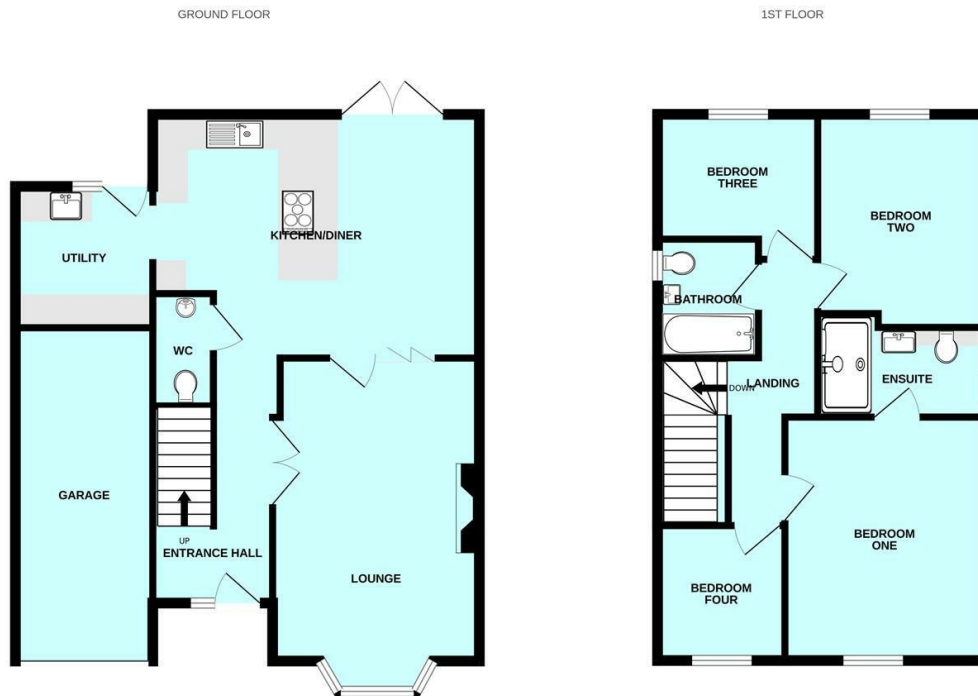 GROUND FLOOR
KITCHEN/DINER
UTILITY
WC
GARAGE
UP
ENTRANCE HALL
LOUNGE
1ST FLOOR
BEDROOM
THREE
BEDROOM
TWO
BATHROOM
DOWN
LANDING
ENSUITE
BEDROOM
ONE
BEDROOM
FOUR